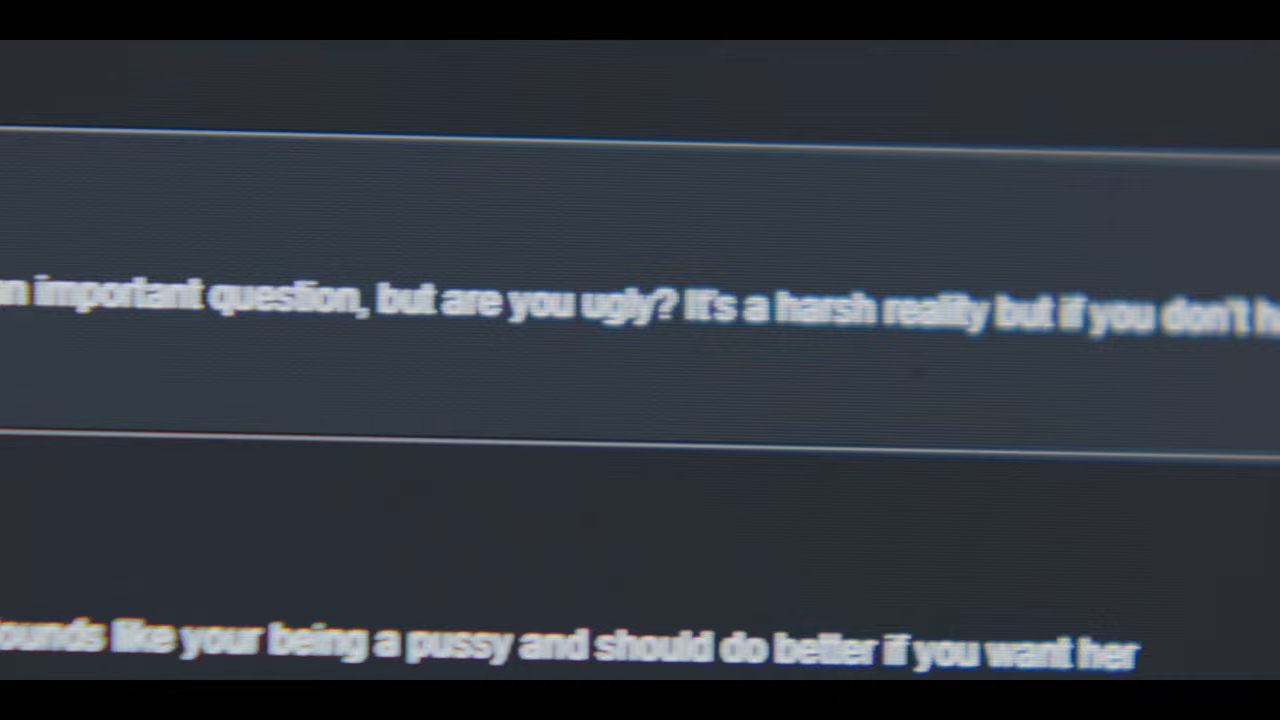 important question, but are you ugly? It's a harsh reality but if you don't
like your being a pussy and should do better if you want her